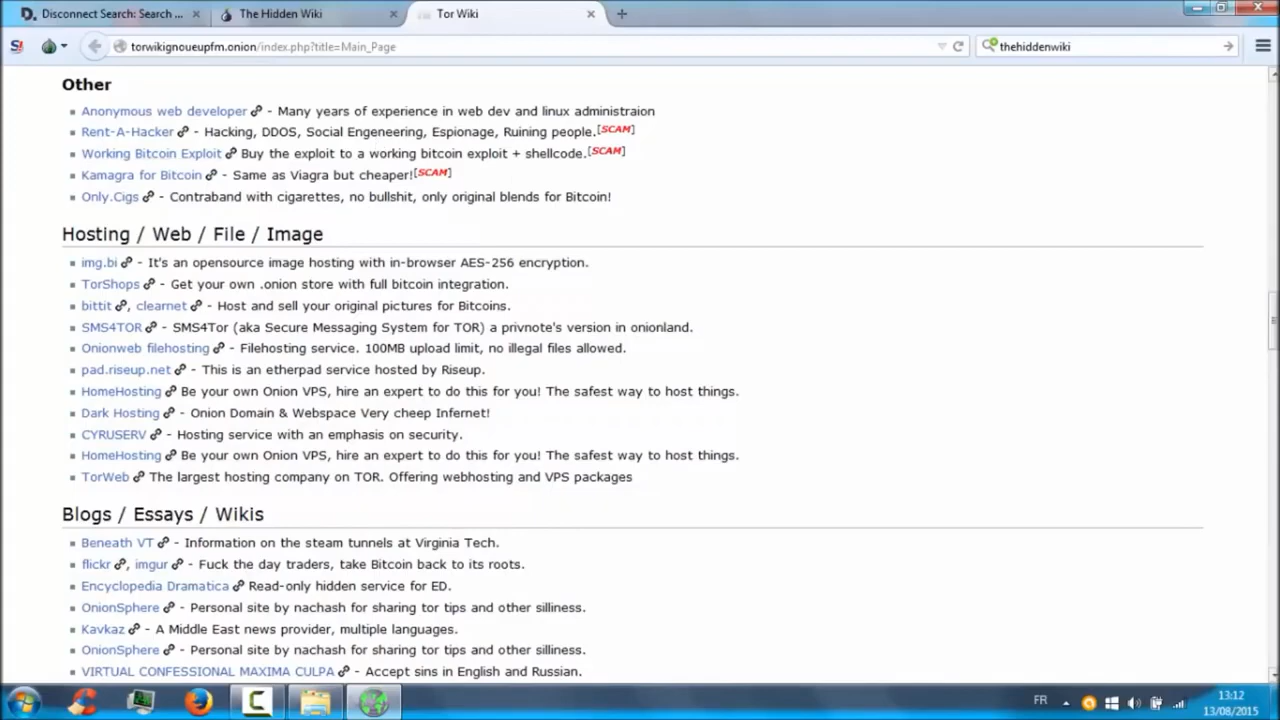 Disconnect Search: Search ...
The Hidden Wiki
Tor Wiki
torwikignoueupfm.onion/index.php?title=Main_Page
thehiddenwiki
Other
Anonymous web developer - Many years of experience in web dev and linux administraion
Rent-A-Hacker - Hacking, DDOS, Social Engeneering, Espionage, Ruining people.[SCAM]
Working Bitcoin Exploit Buy the exploit to a working bitcoin exploit + shellcode.[SCAM]
Kamagra for Bitcoin - Same as Viagra but cheaper![SCAM]
Only.Cigs - Contraband with cigarettes, no bullshit, only original blends for Bitcoin!
Hosting / Web / File / Image
img.bi - It's an opensource image hosting with in-browser AES-256 encryption.
TorShops - Get your own .onion store with full bitcoin integration.
bittit, clearnet - Host and sell your original pictures for Bitcoins.
SMS4TOR - SMS4Tor (aka Secure Messaging System for TOR) a privnote's version in onionland.
Onionweb filehosting - Filehosting service. 100MB upload limit, no illegal files allowed.
pad.riseup.net - This is an etherpad service hosted by Riseup.
HomeHosting Be your own Onion VPS, hire an expert to do this for you! The safest way to host things.
Dark Hosting - Onion Domain & Webspace Very cheep Infernet!
CYRUSERV - Hosting service with an emphasis on security.
HomeHosting Be your own Onion VPS, hire an expert to do this for you! The safest way to host things.
TorWeb The largest hosting company on TOR. Offering webhosting and VPS packages
Blogs / Essays / Wikis
Beneath VT - Information on the steam tunnels at Virginia Tech.
flickr, imgur - Fuck the day traders, take Bitcoin back to its roots.
Encyclopedia Dramatica Read-only hidden service for ED.
OnionSphere - Personal site by nachash for sharing tor tips and other silliness.
Kavkaz - A Middle East news provider, multiple languages.
OnionSphere - Personal site by nachash for sharing tor tips and other silliness.
VIRTUAL CONFESSIONAL MAXIMA CULPA - Accept sins in English and Russian.
FR
13:12
13/08/2015